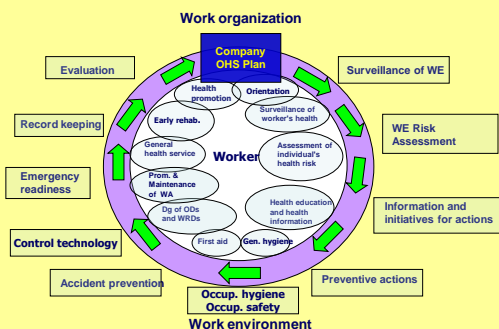 Work organization
Company
OHS Plan
Evaluation
Surveillance of WE
Health
promotion
Orientation
Record keeping
Early rehab.
Surveillance of
worker's health
WE Risk
Assessment
General
health service
Worker
Assessment of
individual's
health risk
Emergency
readiness
Prom. &
Maintenance
of WA
Health education
and health
information
Information and
initiatives for actions
Dg of ODs
and WRDs
Control technology
First aid
Gen. hygiene
Accident prevention
Preventive actions
Occup. hygiene
Occup. safety
Work environment